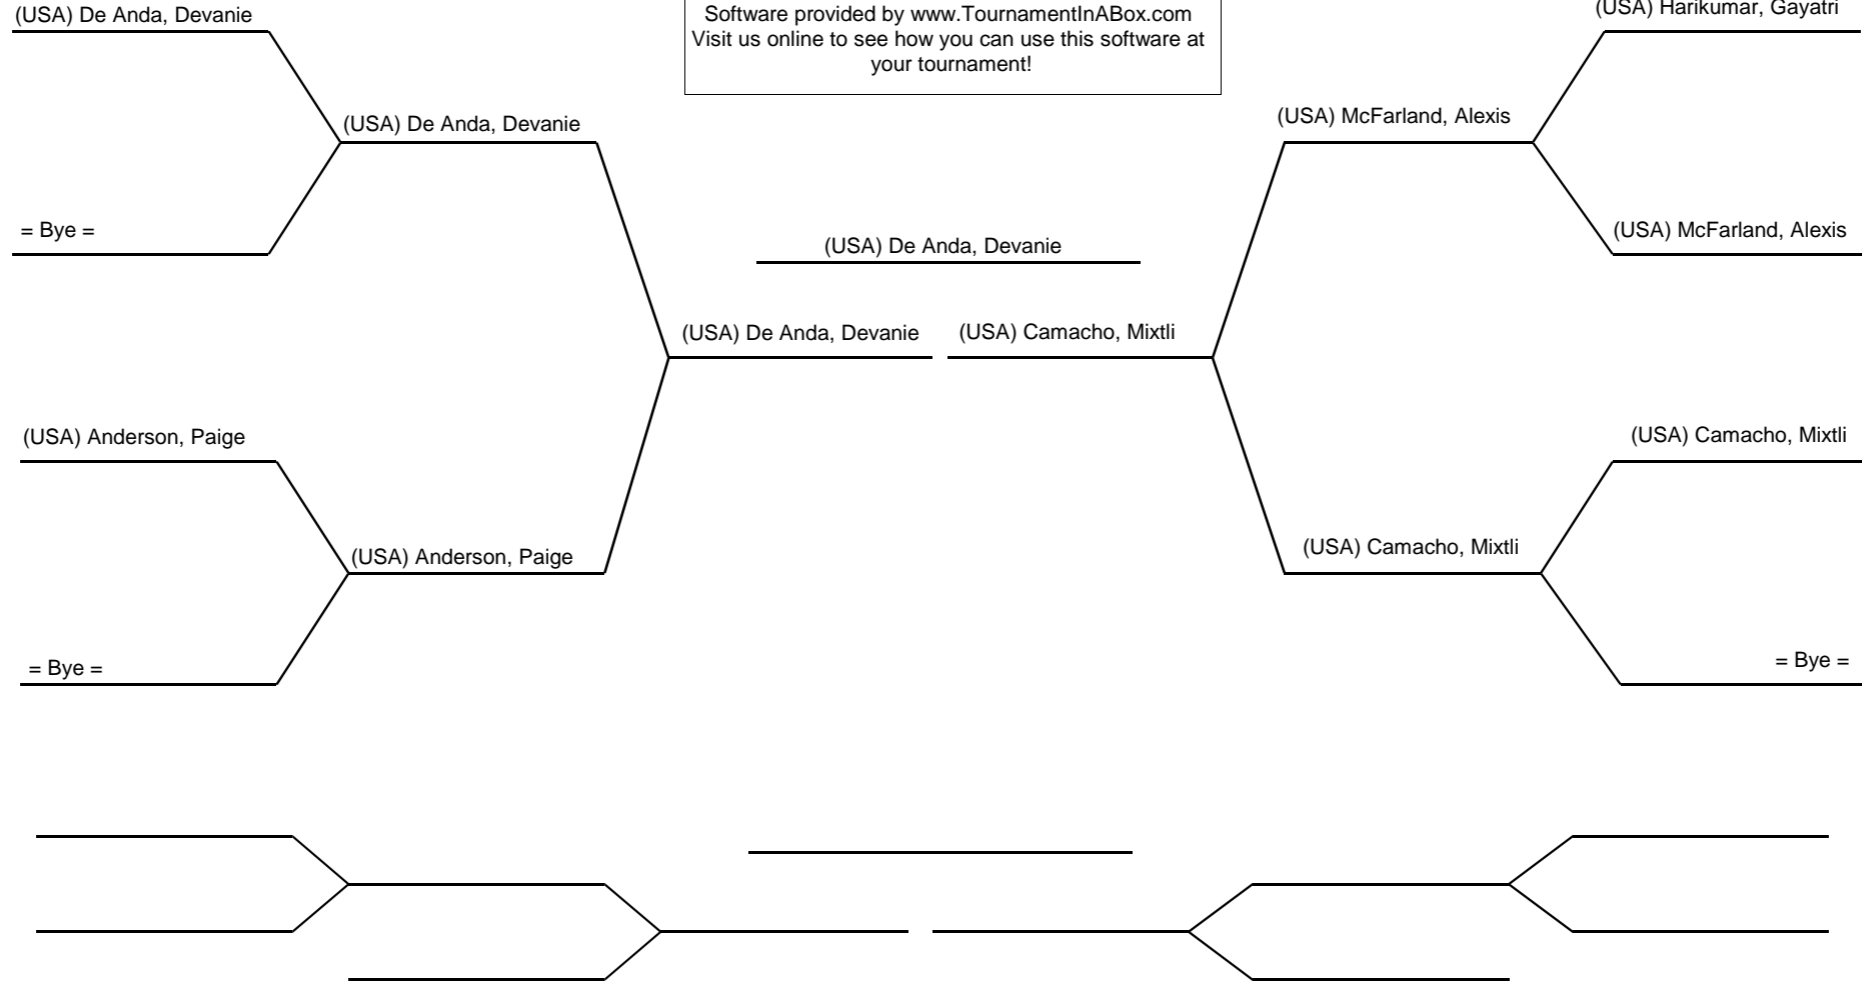 (USA) De Anda, Devanie
Software provided by www.TournamentInABox.com
Visit us online to see how you can use this software at
your tournament!
(USA) Harikumar, Gayatri
(USA) De Anda, Devanie
(USA) McFarland, Alexis
= Bye =
(USA) De Anda, Devanie
(USA) McFarland, Alexis
(USA) De Anda, Devanie
(USA) Camacho, Mixtli
(USA) Anderson, Paige
(USA) Camacho, Mixtli
(USA) Anderson, Paige
(USA) Camacho, Mixtli
= Bye =
= Bye =